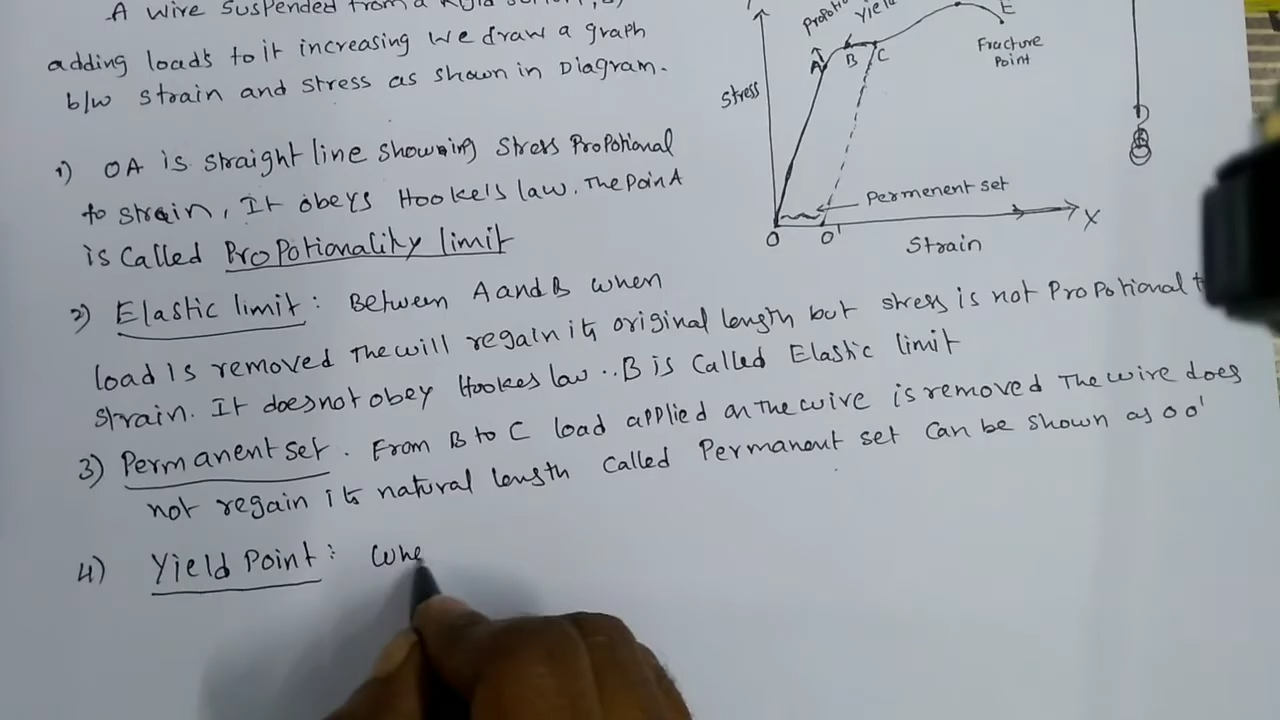 A wire suspended from a
adding loads to it increasing we draw a graph
b/w strain and stress as shown in Diagram.
1) OA is straight line showing stress Propotional
to strain, It obeys Hooke's law. The Poin A
is Called Propotionality limit
2) Elastic limit: Between A and B when
load is removed The will regain its original length but stress is not Propotional
strain. It does not obey Hookes law ∴ B is Called Elastic limit
3) Permanent set. From B to C load applied on the wire is removed The wire does
not regain its natural length Called Permanent set Can be shown as OO'
4) Yield Point: Whe
Yield
A
B
C
E
Fracture
Point
Stress
Permenent set
O
O'
Strain
X